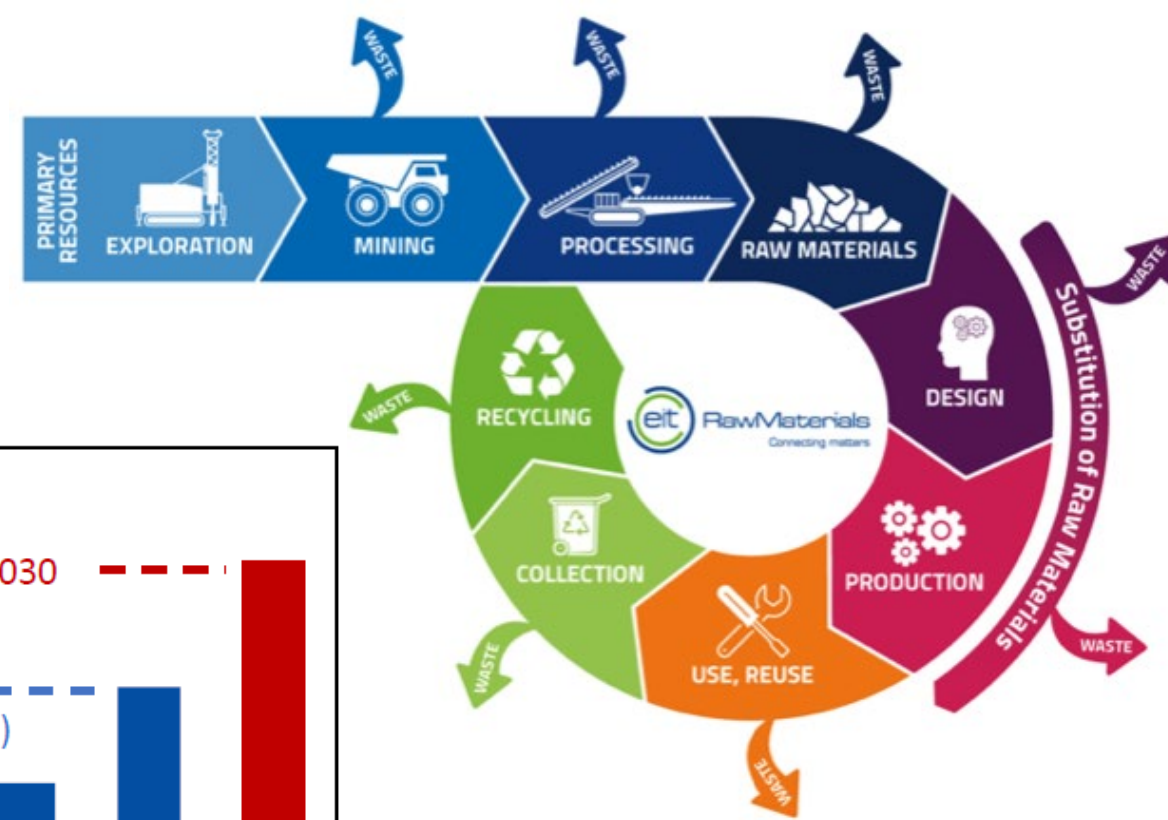 WASTE
WASTE
WASTE
PRIMARY
RESOURCES
EXPLORATION
MINING
PROCESSING
RAW MATERIALS
WASTE
Substitution of Raw Materials
DESIGN
RECYCLING
WASTE
eit RawMaterials
Connecting matters
PRODUCTION
COLLECTION
USE, REUSE
WASTE
WASTE
WASTE
030
)